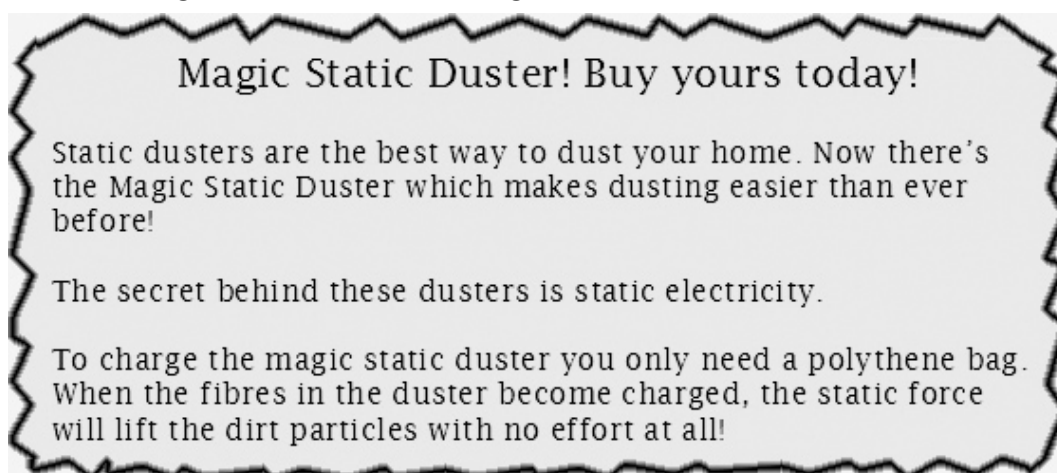 Magic Static Duster! Buy yours today!
Static dusters are the best way to dust your home. Now there's
the Magic Static Duster which makes dusting easier than ever
before!
The secret behind these dusters is static electricity.
To charge the magic static duster you only need a polythene bag.
When the fibres in the duster become charged, the static force
will lift the dirt particles with no effort at all!